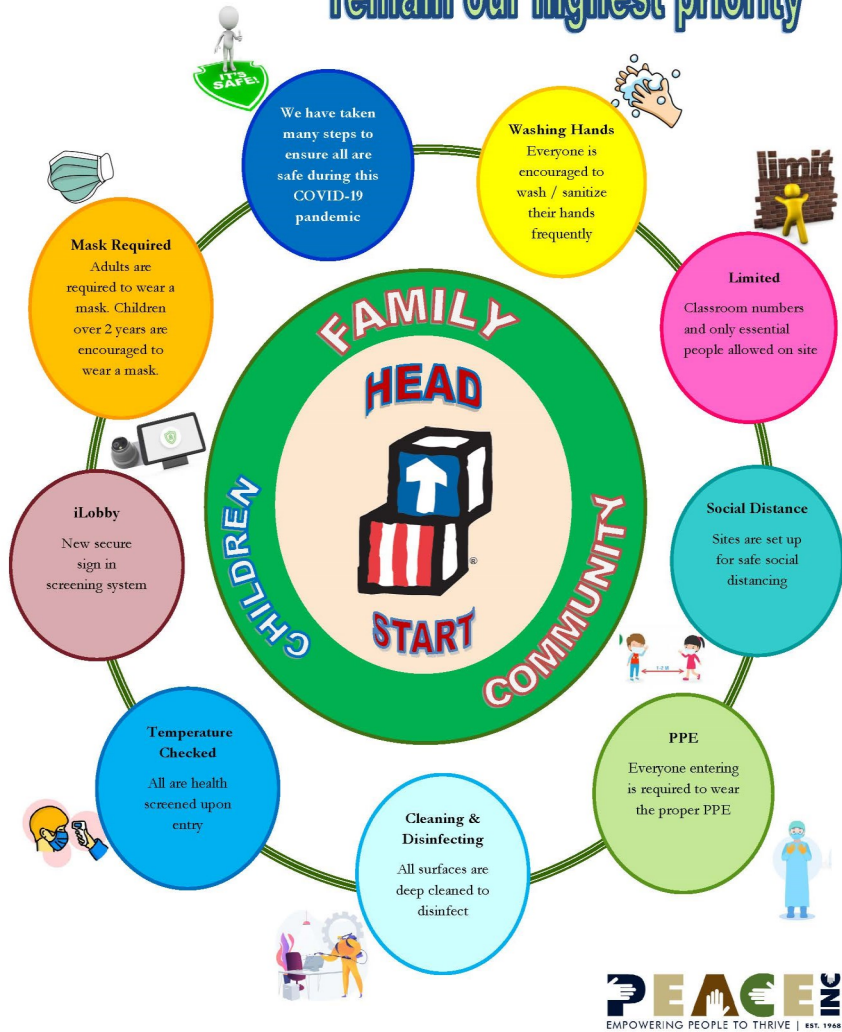 remain our highest priority
IT'S
SAFE!
We have taken
many steps to
ensure all are
safe during this
COVID-19
pandemic
Washing Hands
Everyone is
encouraged to
wash / sanitize
their hands
frequently
limit
Limited
Classroom numbers
and only essential
people allowed on site
Social Distance
Sites are set up
for safe social
distancing
PPE
Everyone entering
is required to wear
the proper PPE
Cleaning &
Disinfecting
All surfaces are
deep cleaned to
disinfect
Temperature
Checked
All are health
screened upon
entry
iLobby
New secure
sign in
screening system
Mask Required
Adults are
required to wear a
mask. Children
over 2 years are
encouraged to
wear a mask.
FAMILY
CHILDREN
COMMUNITY
HEAD
®
START
PEACE INC
EMPOWERING PEOPLE TO THRIVE | EST. 1968